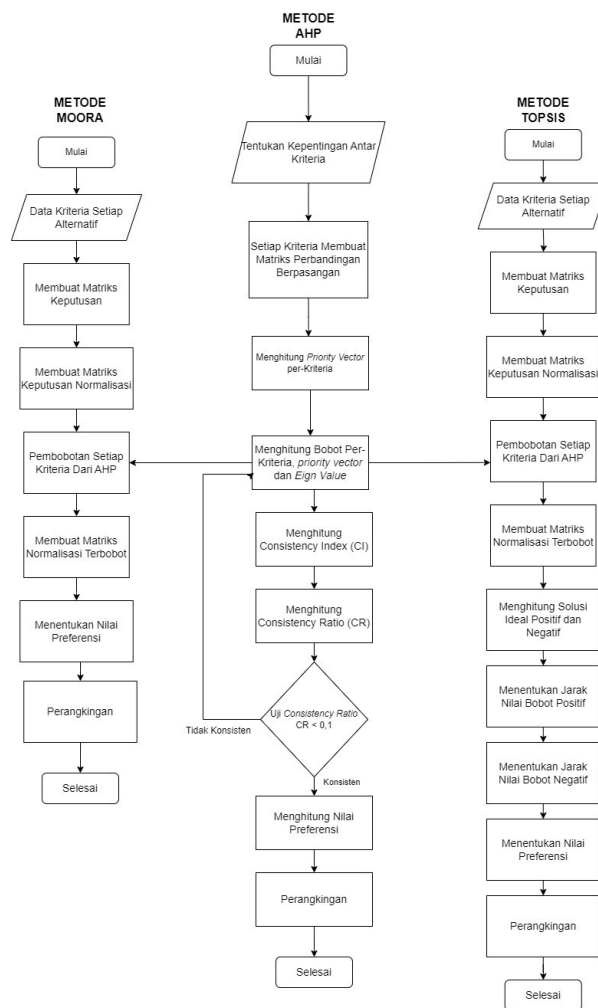 METODE
AHP
Mulai
Tentukan Kepentingan Antar
Kriteria
Setiap Kriteria Membuat
Matriks Perbandingan
Berpasangan
Menghitung Priority Vector
per-Kriteria
Menghitung Bobot Per-
Kriteria, priority vector
dan Eign Value
Menghitung
Consistency Index (CI)
Menghitung
Consistency Ratio (CR)
Uji Consistency Ratio
CR < 0,1
Tidak Konsisten
Konsisten
Menghitung Nilai
Preferensi
Perangkingan
Selesai
METODE
MOORA
Mulai
Data Kriteria Setiap
Alternatif
Membuat Matriks
Keputusan
Membuat Matriks
Keputusan Normalisasi
Pembobotan Setiap
Kriteria Dari AHP
Membuat Matriks
Normalisasi Terbobot
Menentukan Nilai
Preferensi
Perangkingan
Selesai
METODE
TOPSIS
Mulai
Data Kriteria Setiap
Alternatif
Membuat Matriks
Keputusan
Membuat Matriks
Keputusan Normalisasi
Pembobotan Setiap
Kriteria Dari AHP
Membuat Matriks
Normalisasi Terbobot
Menghitung Solusi
Ideal Positif dan
Negatif
Menentukan Jarak
Nilai Bobot Positif
Menentukan Jarak
Nilai Bobot Negatif
Menentukan Nilai
Preferensi
Perangkingan
Selesai